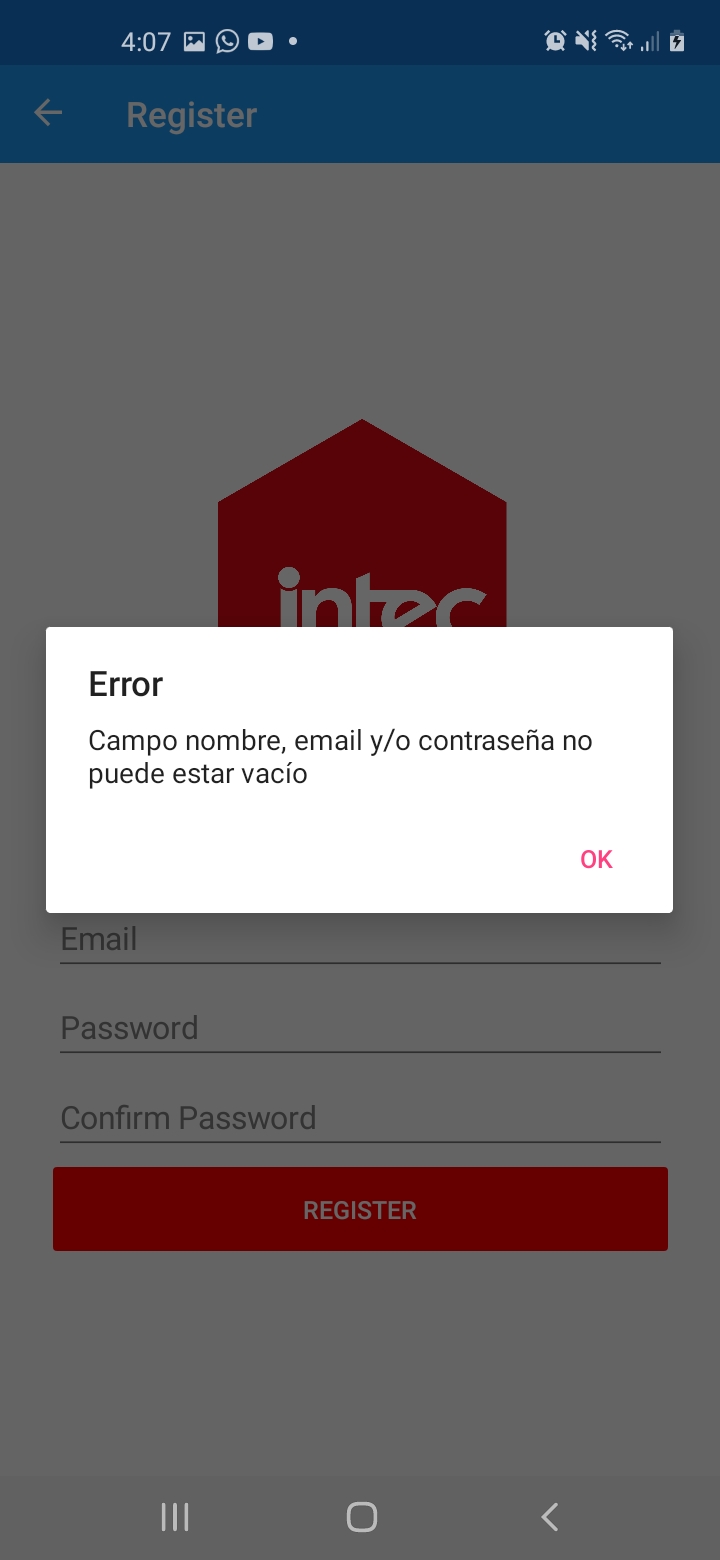 4:07
Register
intec
Error
Campo nombre, email y/o contraseña no
puede estar vacío
OK
Email
Password
Confirm Password
REGISTER